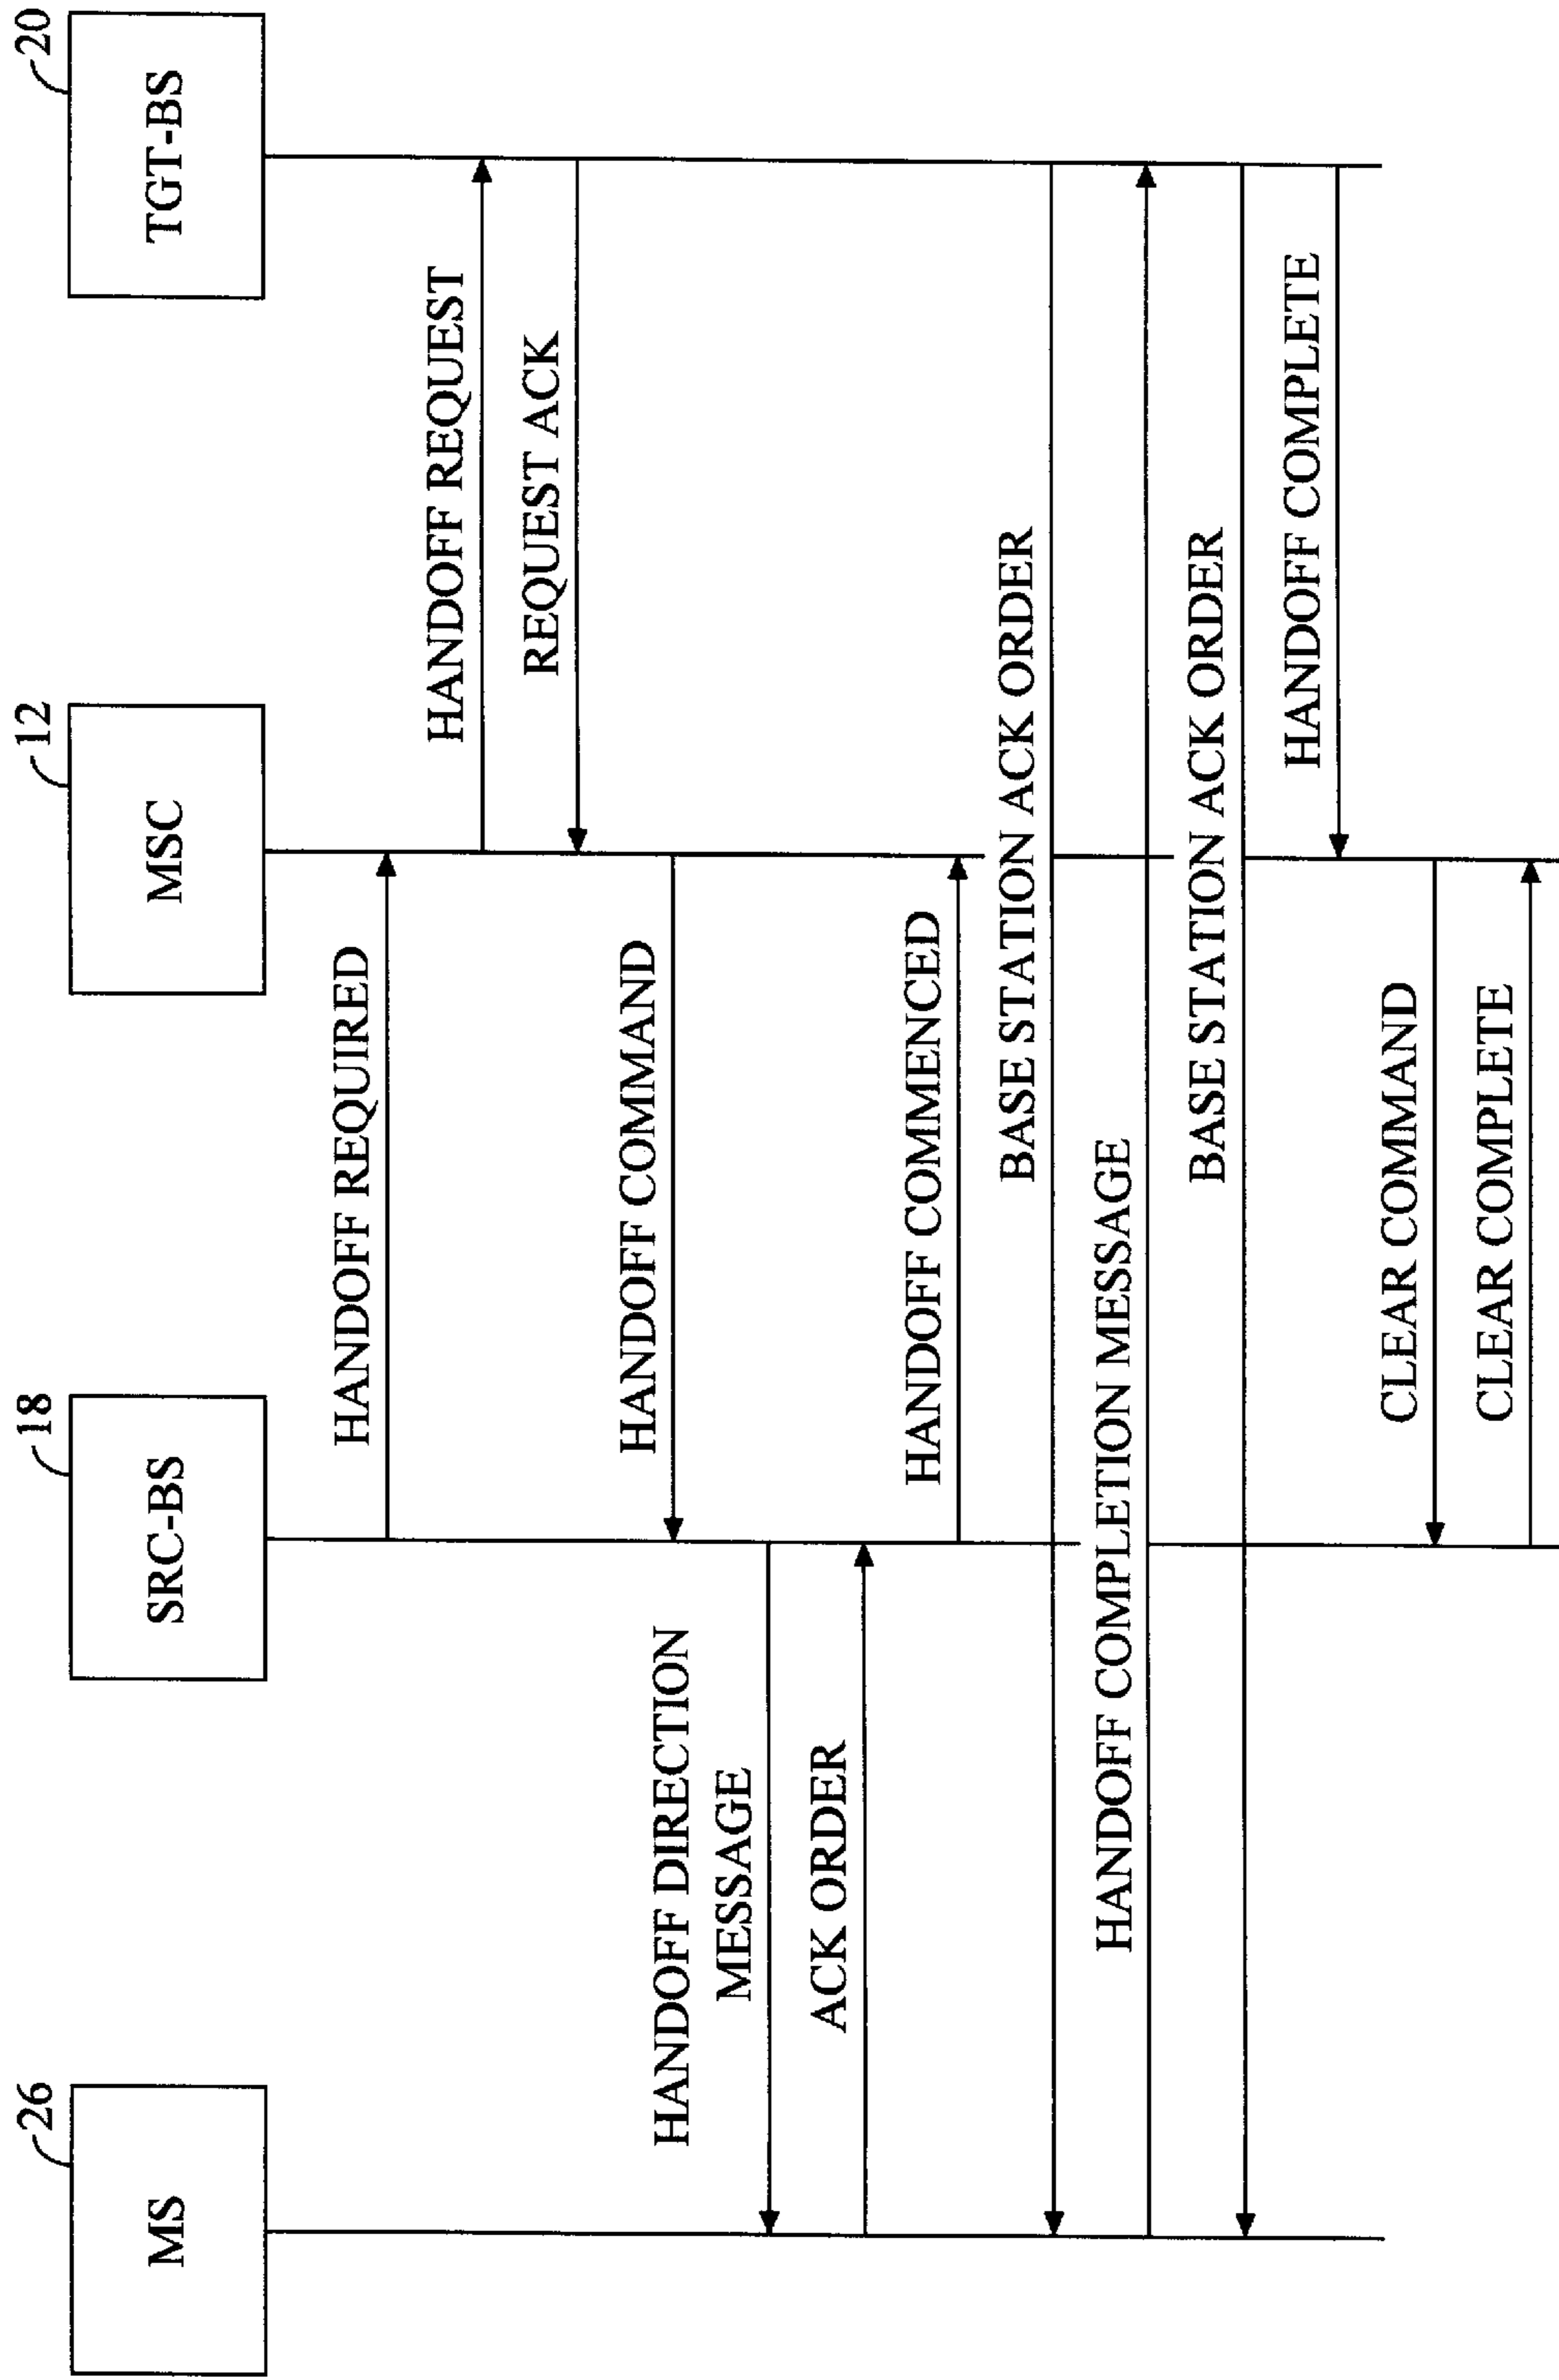 26
MS
18
SRC-BS
12
MSC
20
TGT-BS
HANDOFF REQUIRED
HANDOFF REQUEST
REQUEST ACK
HANDOFF COMMAND
HANDOFF DIRECTION
MESSAGE
ACK ORDER
HANDOFF COMMENCED
BASE STATION ACK ORDER
HANDOFF COMPLETION MESSAGE
BASE STATION ACK ORDER
HANDOFF COMPLETE
CLEAR COMMAND
CLEAR COMPLETE